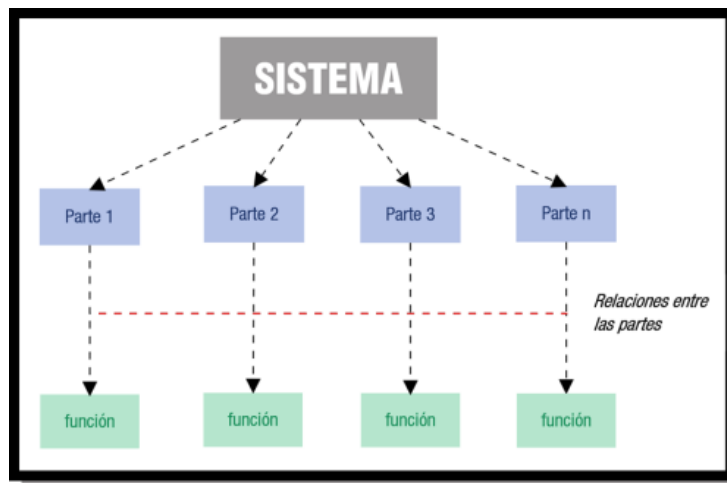 SISTEMA
Parte 1
Parte 2
Parte 3
Parte n
Relaciones entre
las partes
función
función
función
función